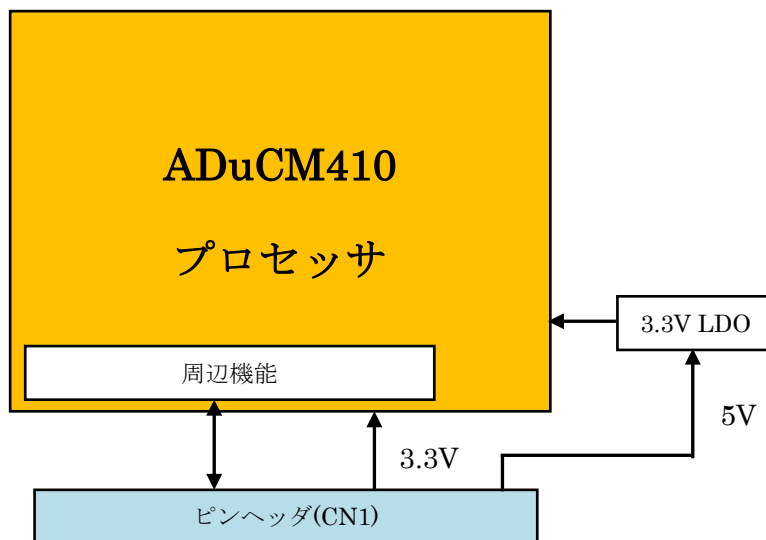 ADuCM410
プロセッサ
3.3V LDO
周辺機能
5V
3.3V
ピンヘッダ(CN1)